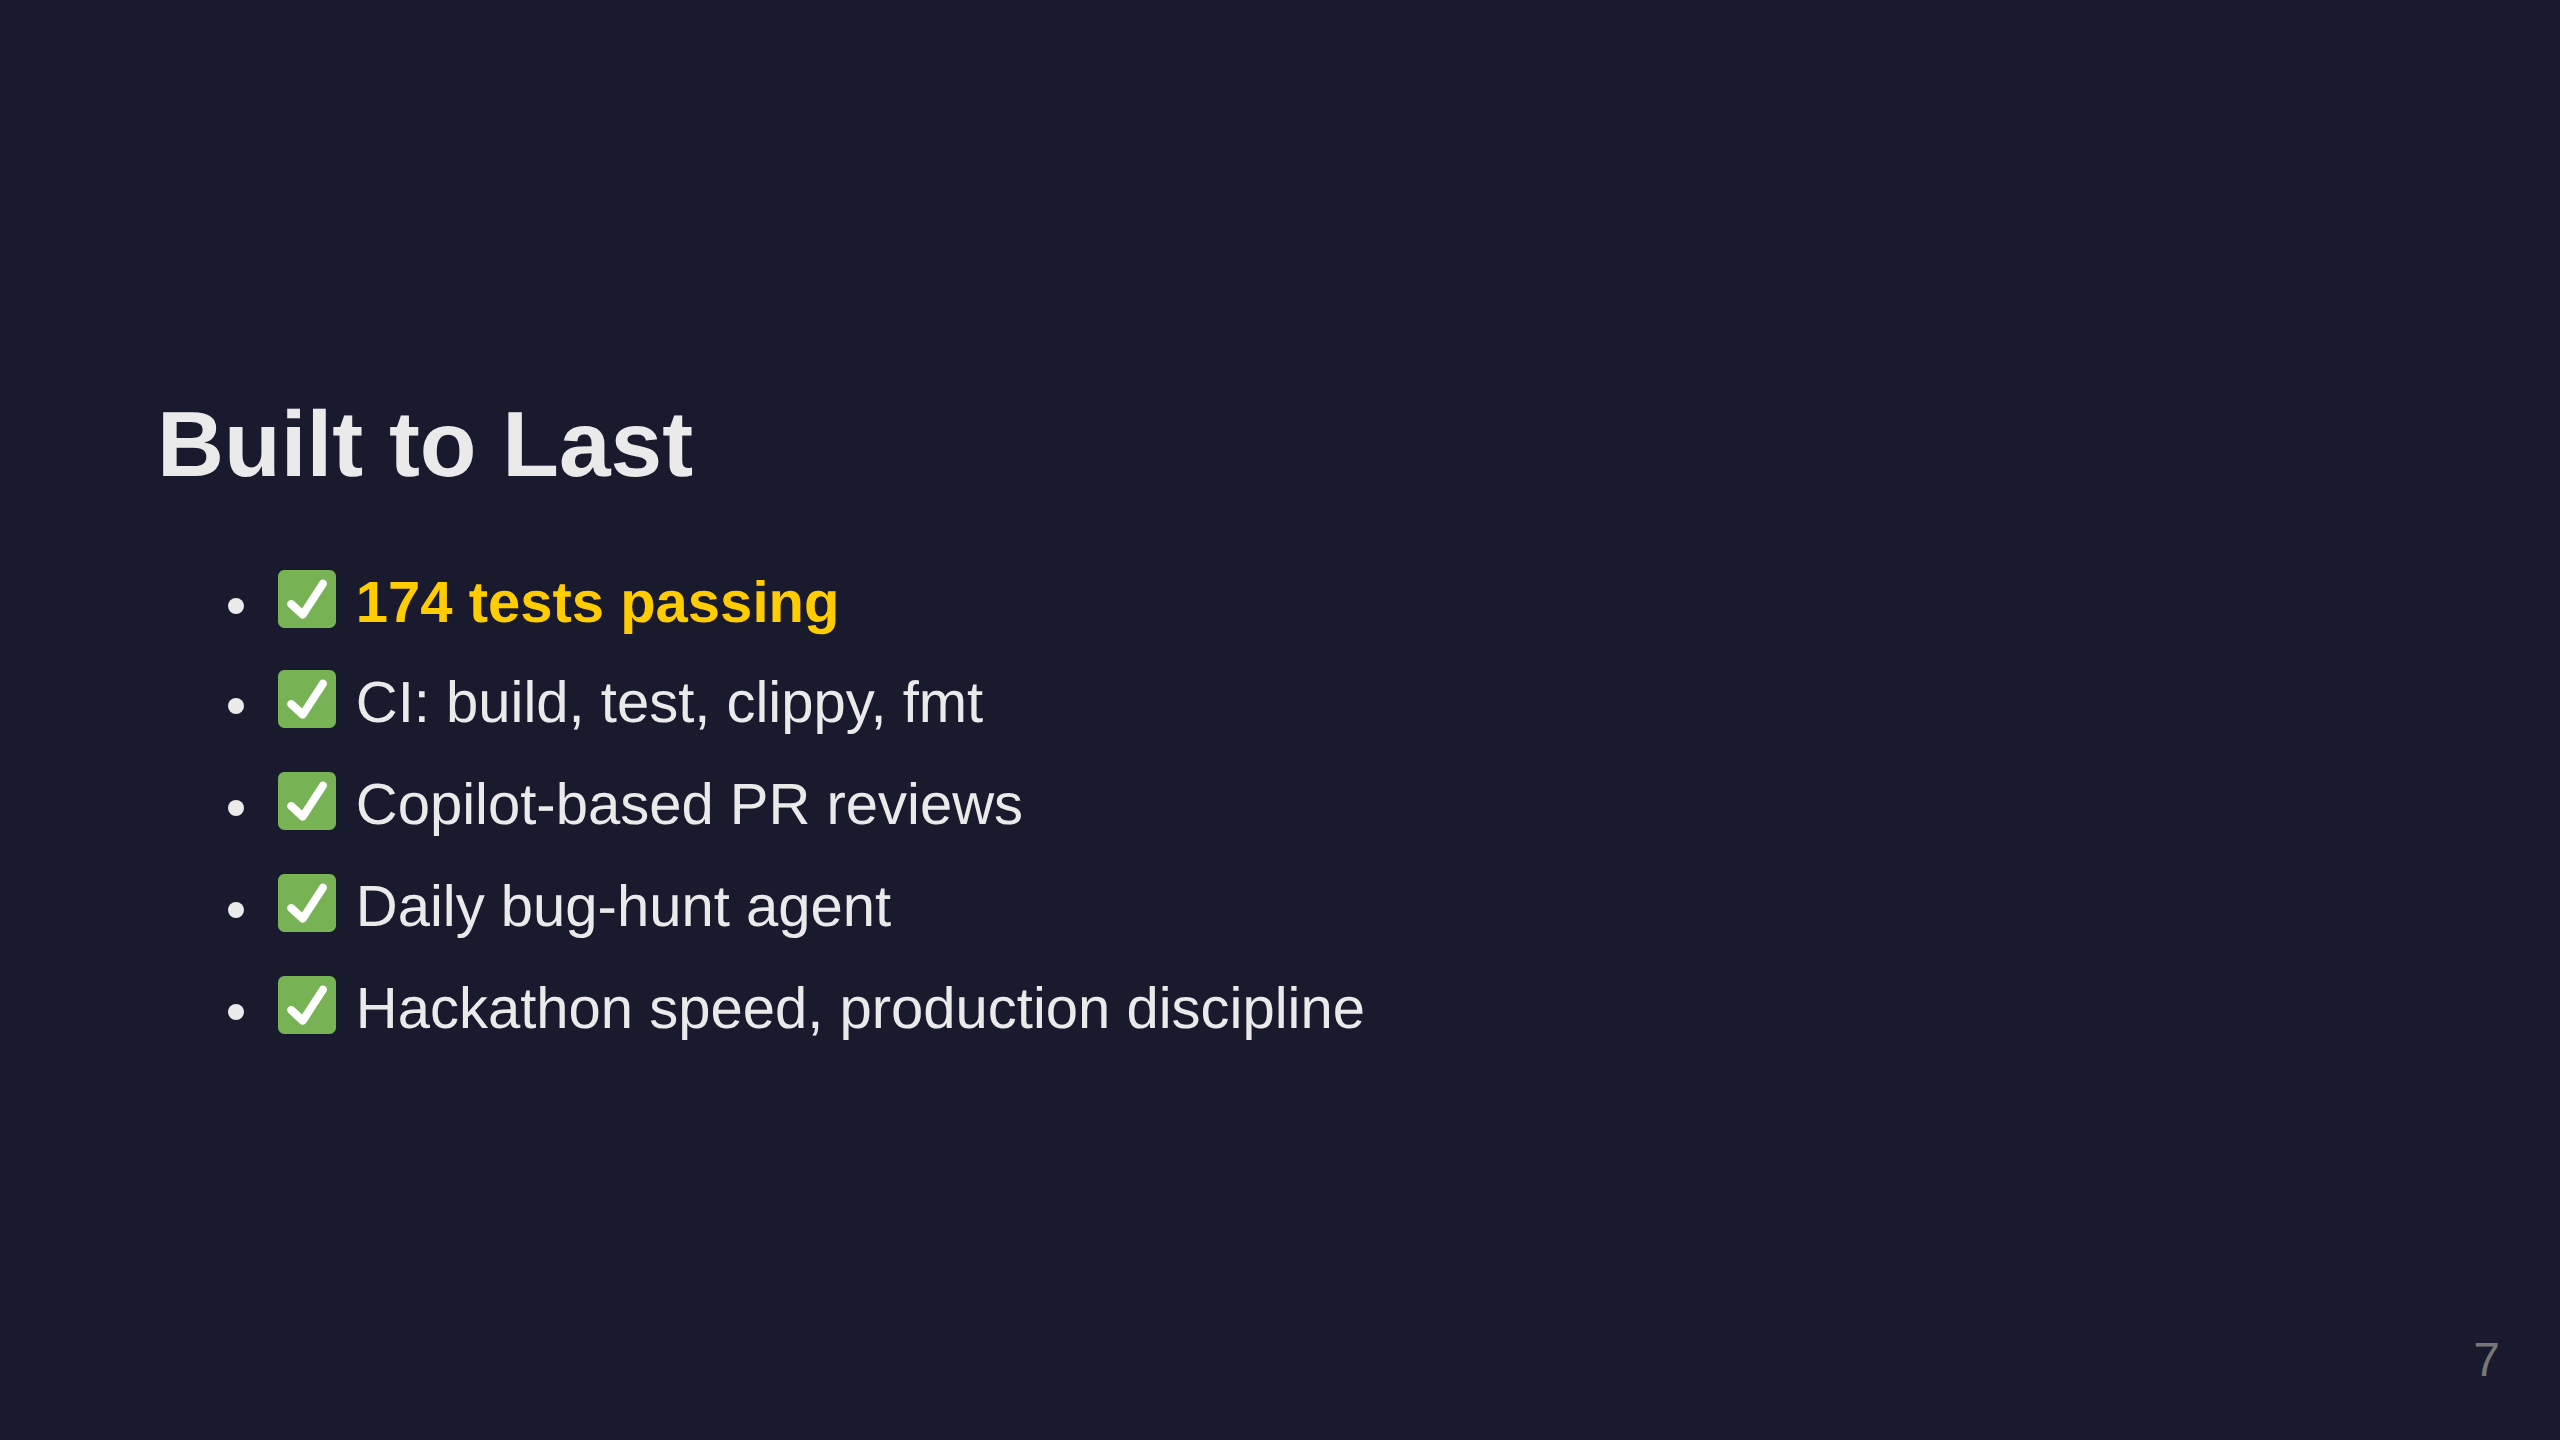 Built to Last
• ✅ 174 tests passing
• ✅ CI: build, test, clippy, fmt
• ✅ Copilot-based PR reviews
• ✅ Daily bug-hunt agent
• ✅ Hackathon speed, production discipline
7